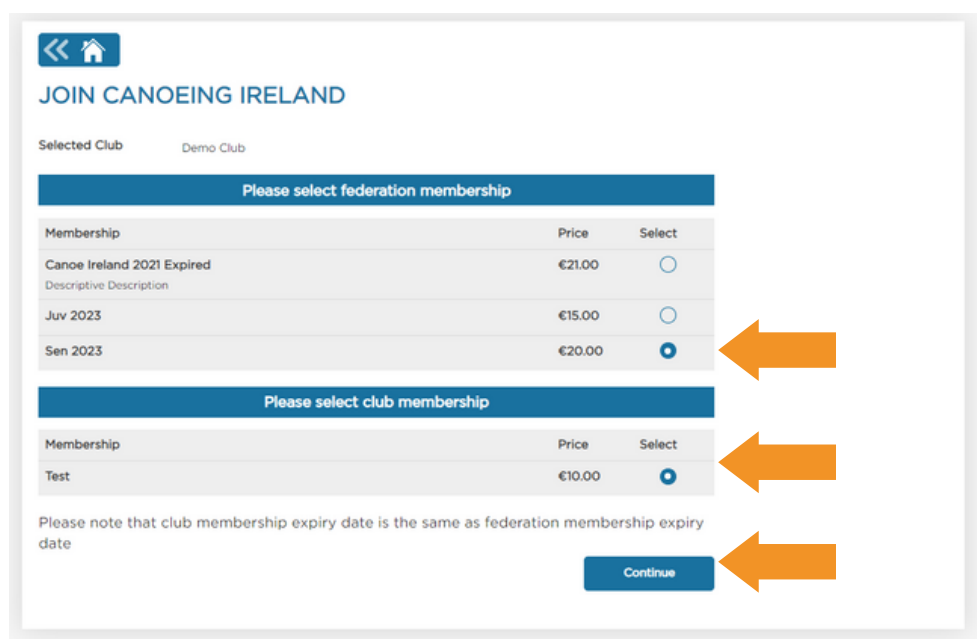 JOIN CANOEING IRELAND
Selected Club Demo Club
Please select federation membership
Membership Price Select
Canoe Ireland 2021 Expired €21.00
Descriptive Description
Juv 2023 €15.00
Sen 2023 €20.00
Please select club membership
Membership Price Select
Test €10.00
Please note that club membership expiry date is the same as federation membership expiry
date
Continue